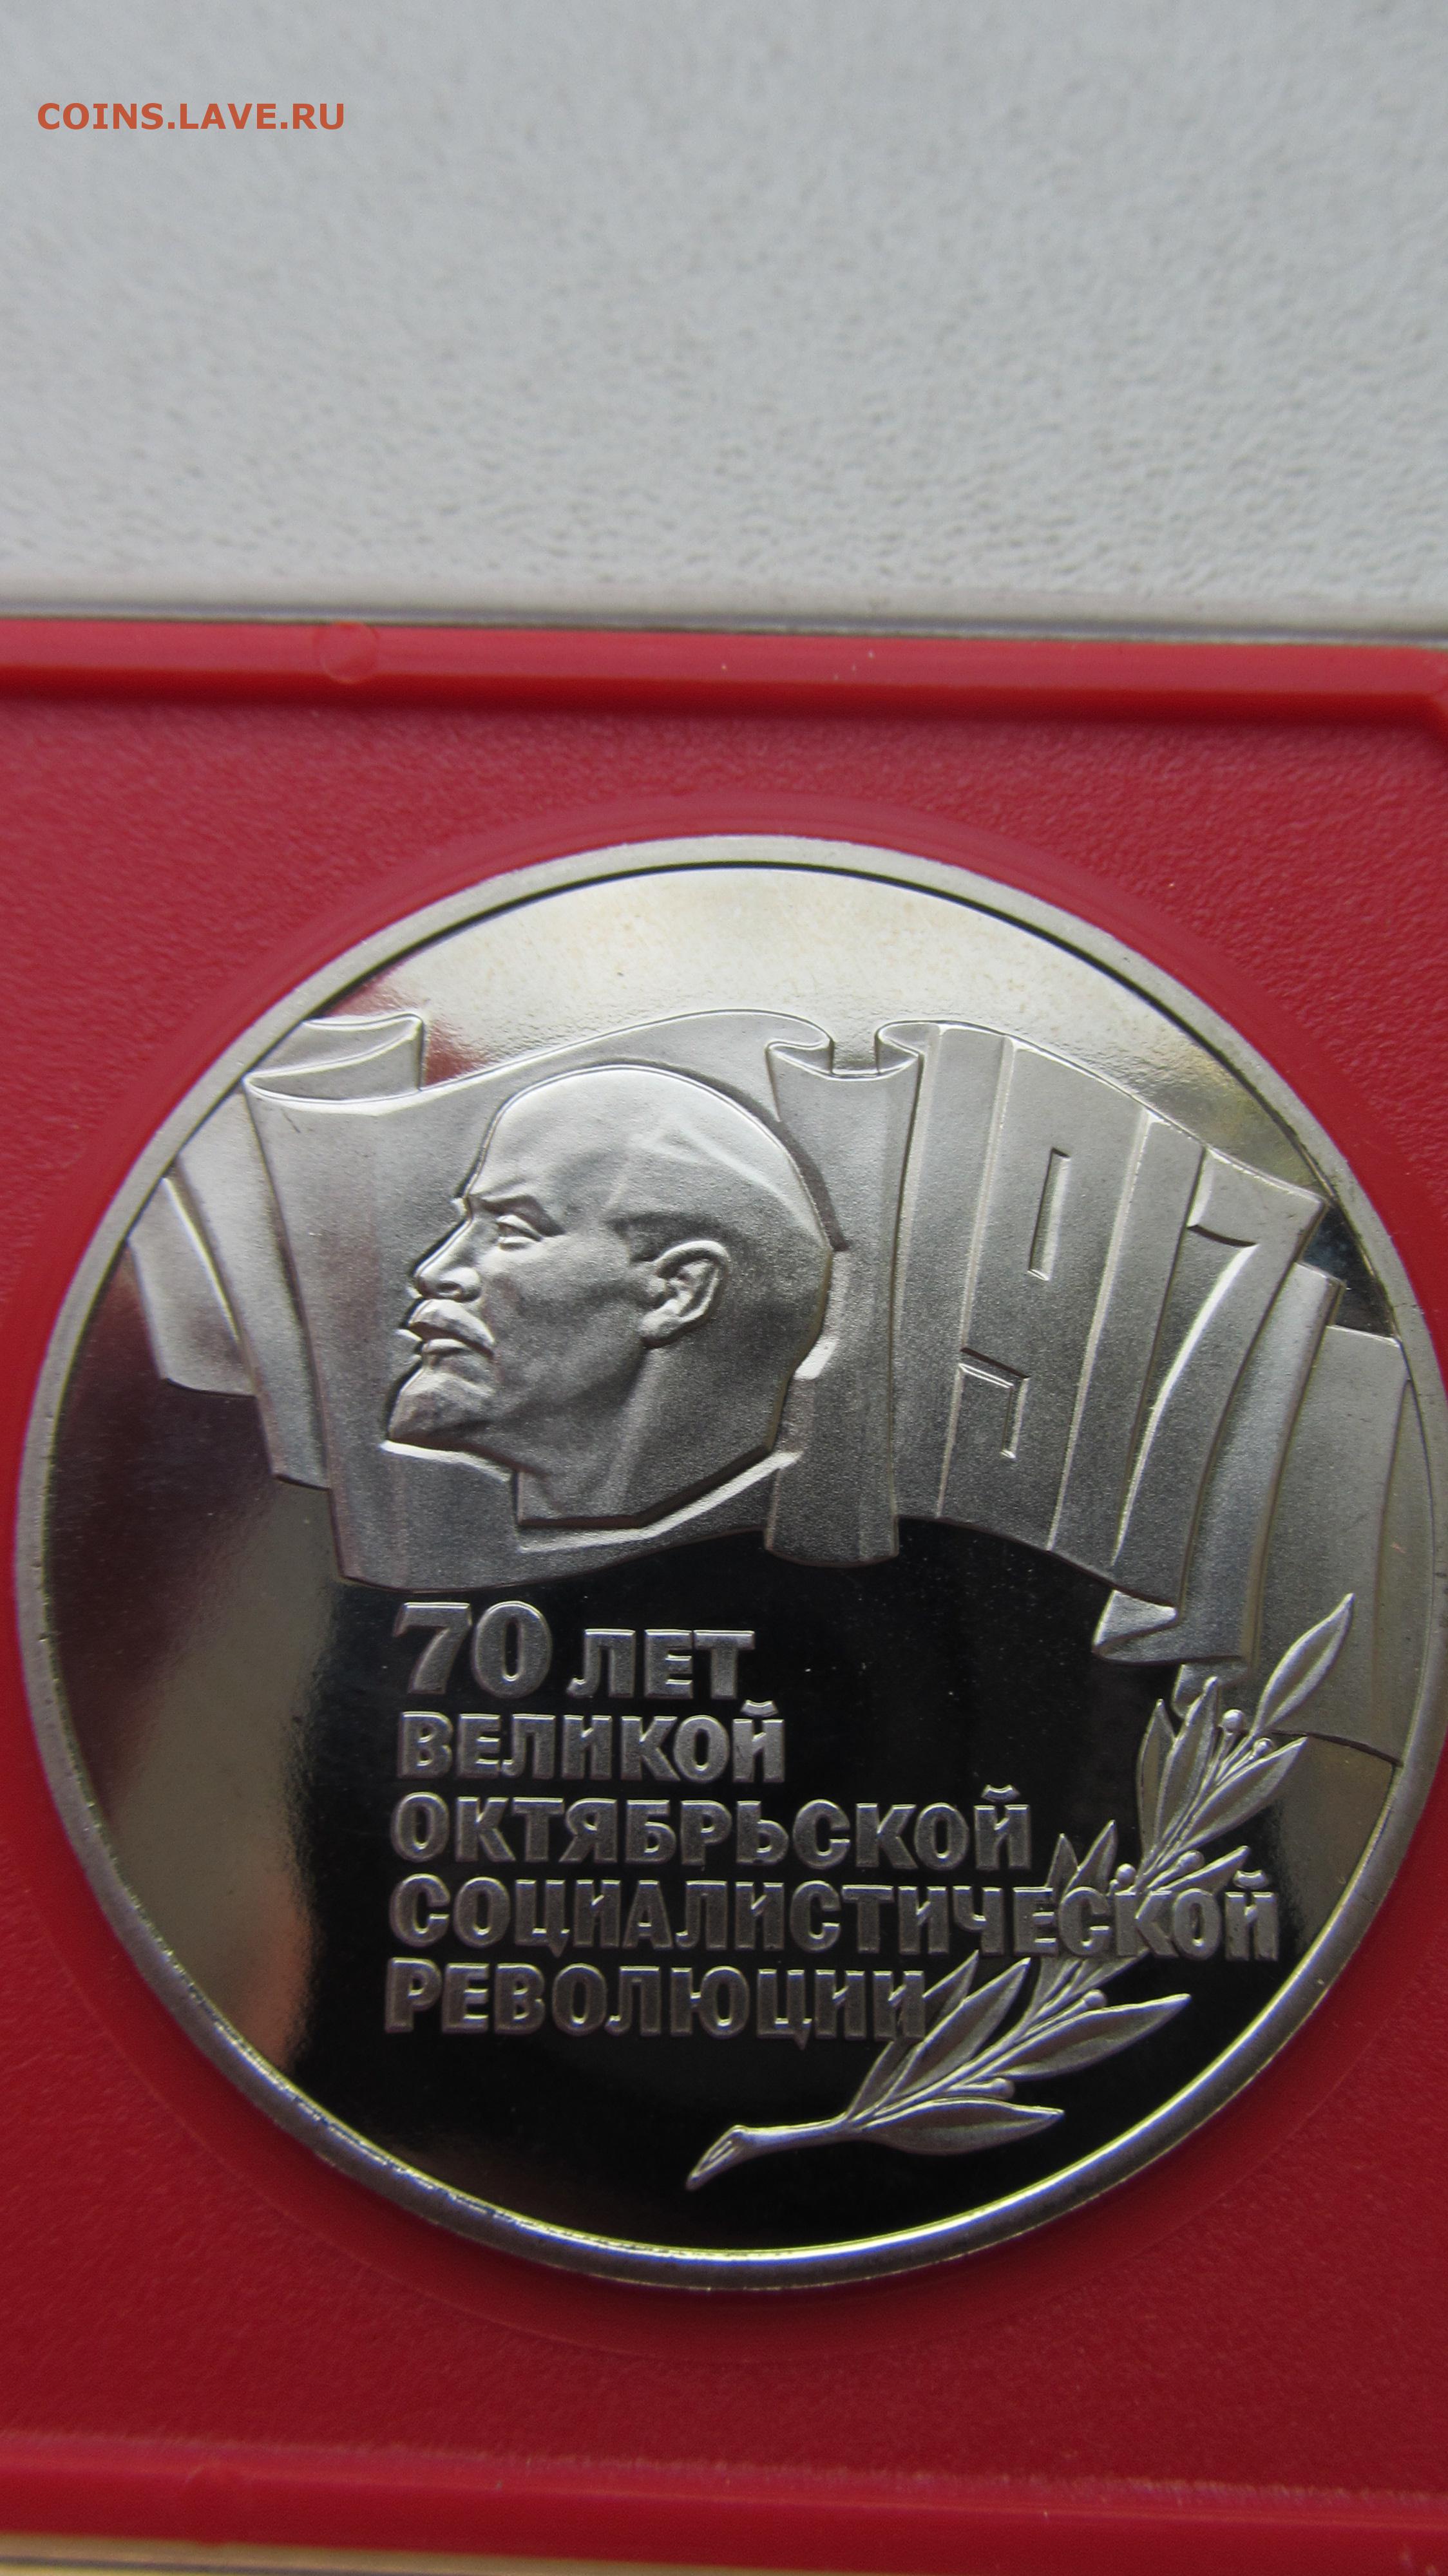 COINS.LAVE.RU
1917
70 ЛЕТ
ВЕЛИКОЙ
ОКТЯБРЬСКОЙ
СОЦИАЛИСТИЧЕСКОЙ
РЕВОЛЮЦИИ